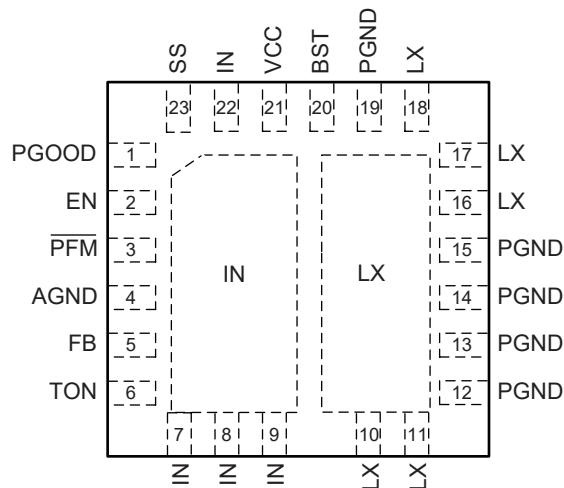 SS IN VCC BST PGND LX
23 22 21 20 19 18
PGOOD 1 17 LX
EN 2 16 LX
P̅F̅M̅ 3 15 PGND
IN LX
AGND 4 14 PGND
FB 5 13 PGND
TON 6 12 PGND
7 8 9 10 11
IN IN IN LX LX